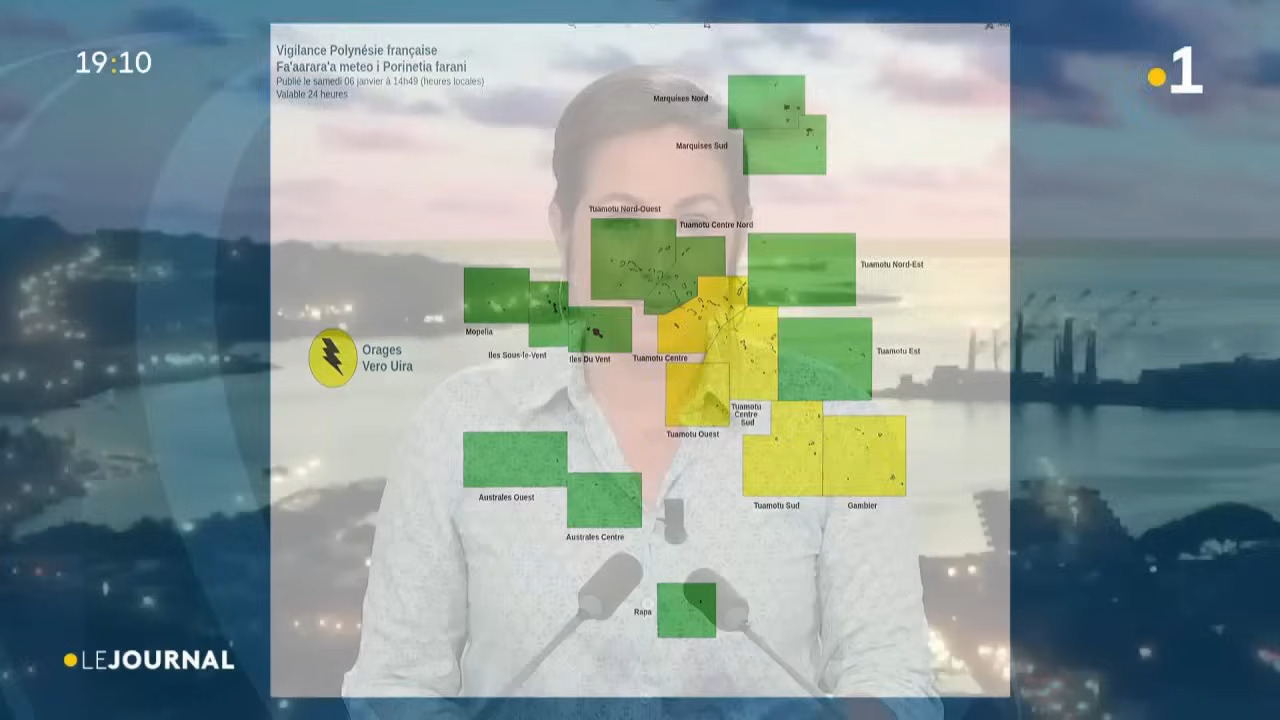 19:10
1
Vigilance Polynésie française
Fa'aarara'a meteo i Porinetia farani
Publié le samedi 06 janvier à 14h49 (heures locales)
Valable 24 heures
Marquises Nord
Marquises Sud
Tuamotu Nord-Ouest
Tuamotu Centre Nord
Tuamotu Nord-Est
Mopelia
Iles Sous-le-Vent
Iles Du Vent
Tuamotu Centre
Tuamotu Est
Orages
Vero Uira
Tuamotu
Centre
Sud
Tuamotu Ouest
Australes Ouest
Tuamotu Sud
Gambier
Australes Centre
Rapa
LEJOURNAL